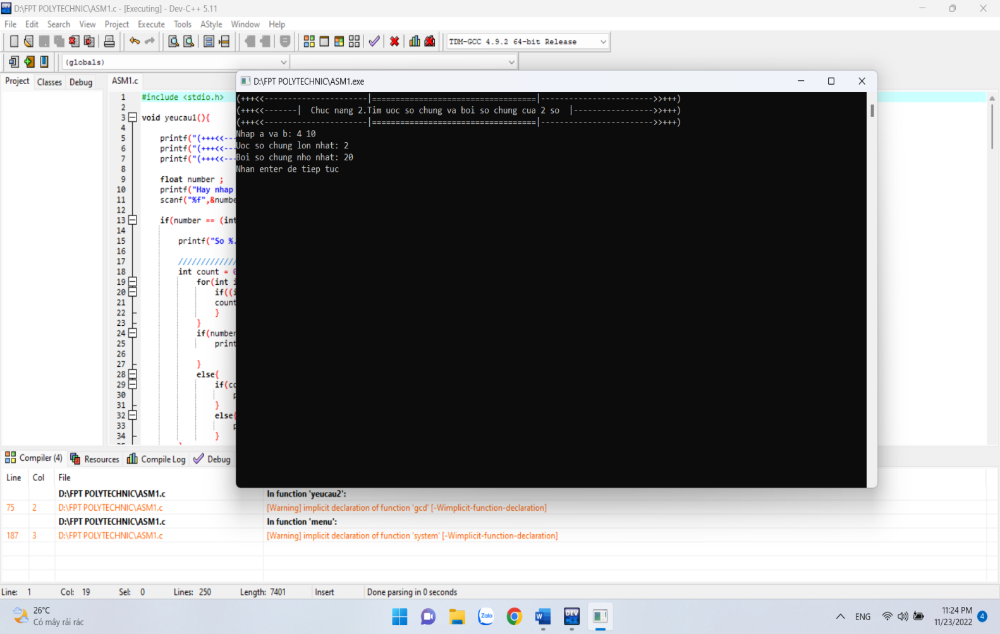 D:\FPT POLYTECHNIC\ASM1.c - [Executing] - Dev-C++ 5.11
File Edit Search View Project Execute Tools AStyle Window Help
TDM-GCC 4.9.2 64-bit Release
(globals)
Project Classes Debug
ASM1.c
D:\FPT POLYTECHNIC\ASM1.exe
1 #include <stdio.h>
2
3 void yeucau1(){
4
5 printf("(+++<<--
6 printf("(+++<<--
7 printf("(+++<<--
8
9 float number ;
10 printf("Hay nhap
11 scanf("%f",&numbe
12
13 if(number == (int
14
15 printf("So %.
16
17 /////////////
18 int count = 0
19 for(int i
20 if((i
21 count
22 }
23 }
24 if(number
25 print
26
27 }
28 else{
29 if(co
30 p
31 }
32 else{
33 p
34 }
(+++<<----------------------|===================================|------------------------>>+++)
(+++<<-------| Chuc nang 2.Tim uoc so chung va boi so chung cua 2 so |----------------->>+++)
(+++<<----------------------|===================================|------------------------>>+++)
Nhap a va b: 4 10
Uoc so chung lon nhat: 2
Boi so chung nho nhat: 20
Nhan enter de tiep tuc
Compiler (4) Resources Compile Log Debug
Line Col File
D:\FPT POLYTECHNIC\ASM1.c In function 'yeucau2':
75 2 D:\FPT POLYTECHNIC\ASM1.c [Warning] implicit declaration of function 'gcd' [-Wimplicit-function-declaration]
D:\FPT POLYTECHNIC\ASM1.c In function 'menu':
187 3 D:\FPT POLYTECHNIC\ASM1.c [Warning] implicit declaration of function 'system' [-Wimplicit-function-declaration]
Line: 1 Col: 19 Sel: 0 Lines: 250 Length: 7401 Insert Done parsing in 0 seconds
26°C
Có mây rải rác
Zalo
W
DEV
C++
ENG
11:24 PM
11/23/2022
4